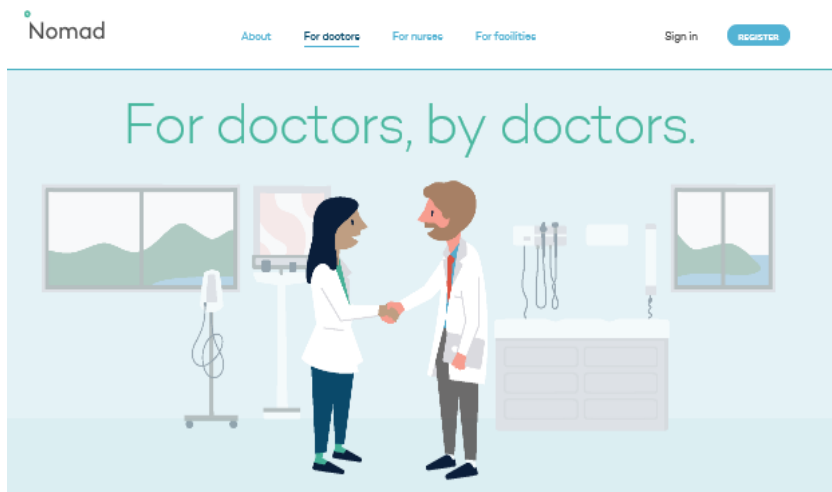 Nomad
About For doctors For nurses For facilities Sign in REGISTER
For doctors, by doctors.